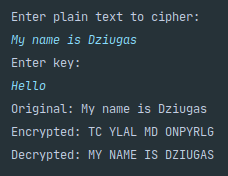 Enter plain text to cipher:
My name is Dziugas
Enter key:
Hello
Original: My name is Dziugas
Encrypted: TC YLAL MD ONPYRLG
Decrypted: MY NAME IS DZIUGAS